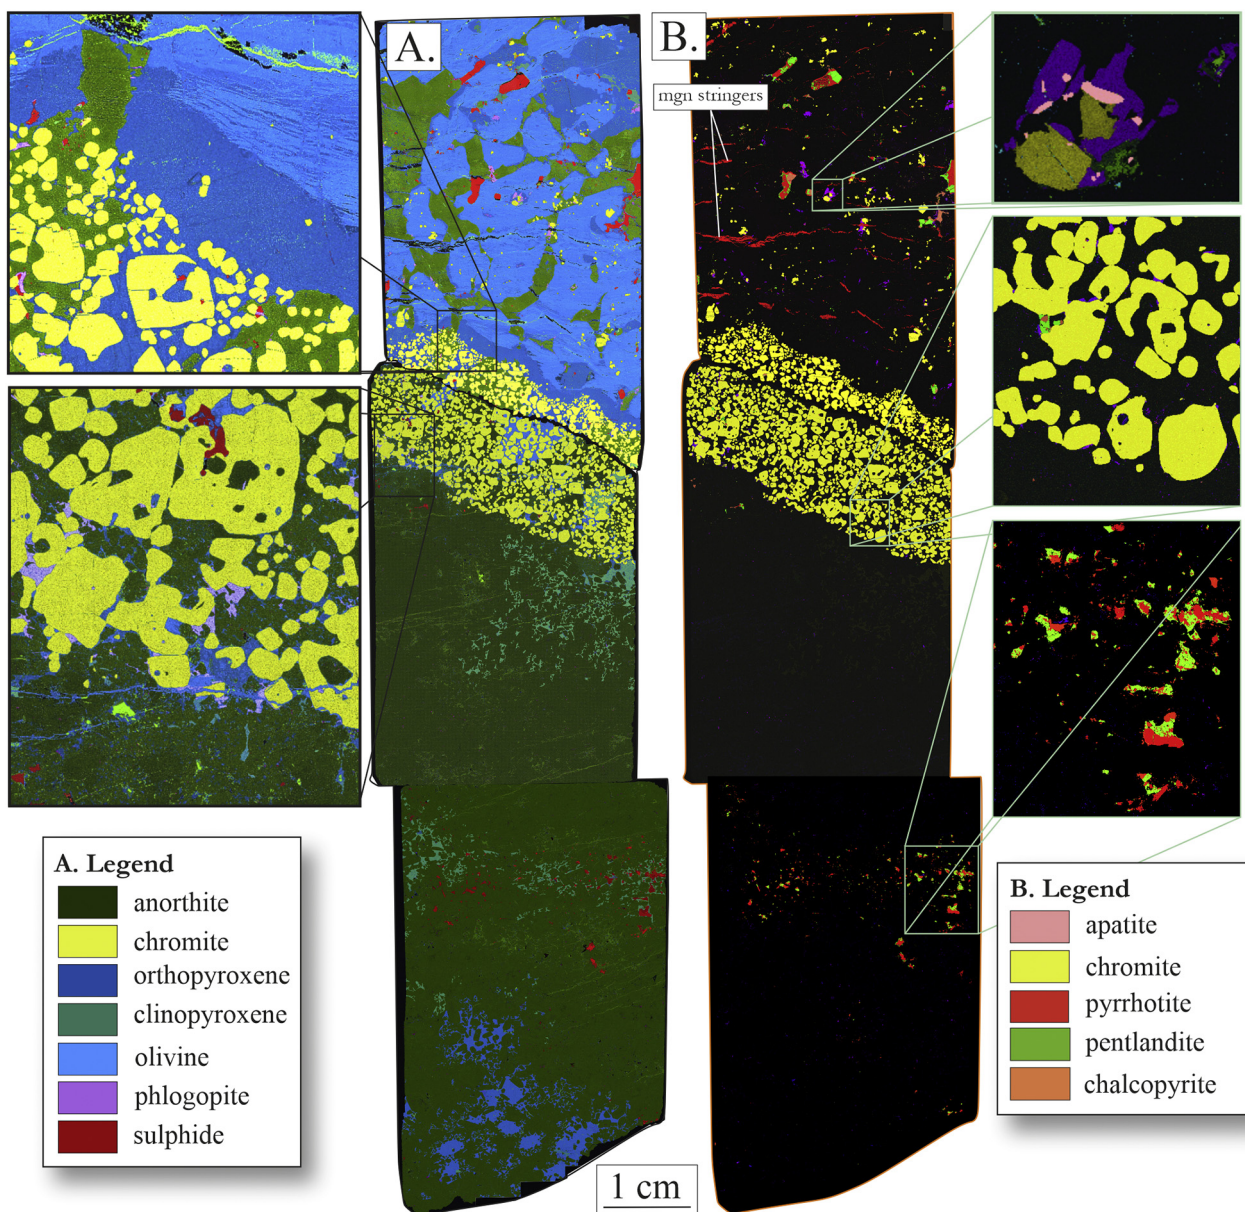 A.
B.
mgn stringers
A. Legend
anorthite
chromite
orthopyroxene
clinopyroxene
olivine
phlogopite
sulphide
B. Legend
apatite
chromite
pyrrhotite
pentlandite
chalcopyrite
1 cm